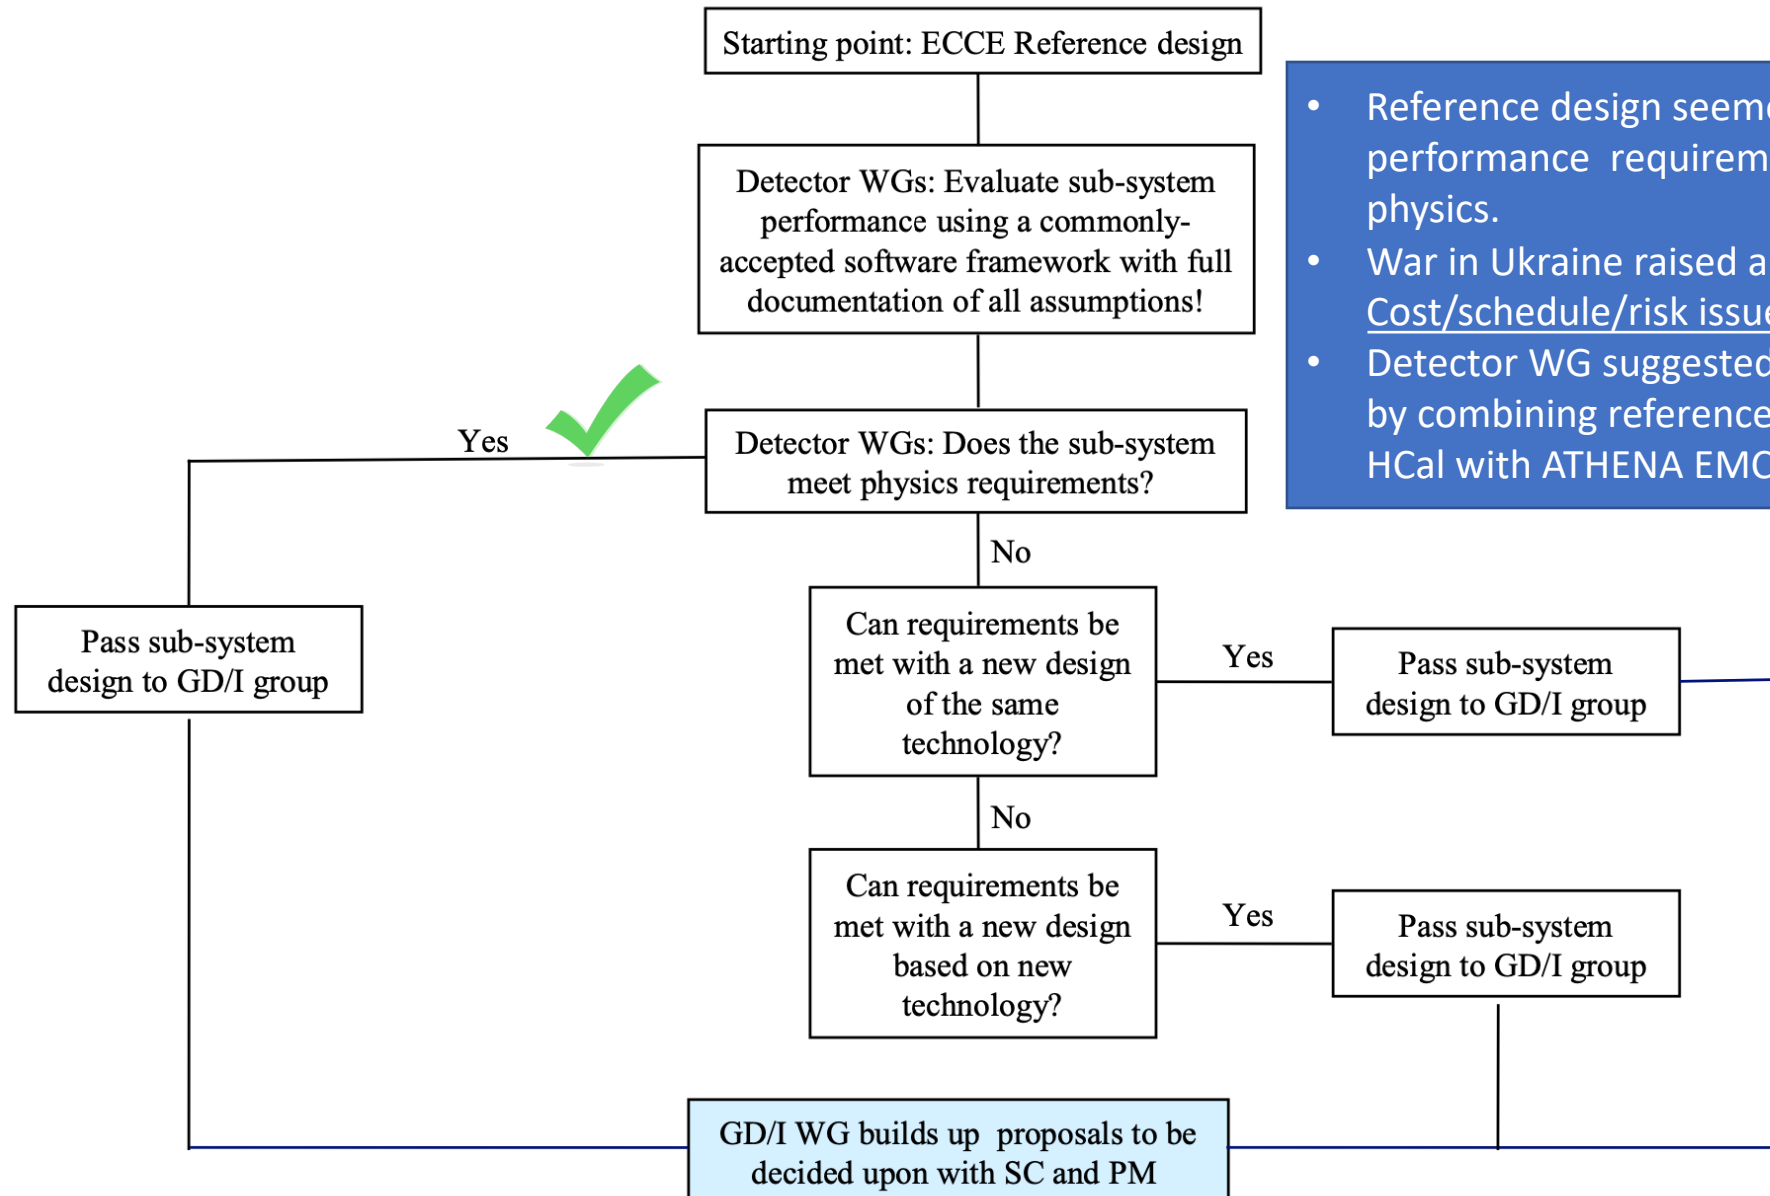 Starting point: ECCE Reference design
Detector WGs: Evaluate sub-system
performance using a commonly-
accepted software framework with full
documentation of all assumptions!
Yes
Detector WGs: Does the sub-system
meet physics requirements?
No
Pass sub-system
design to GD/I group
Can requirements be
met with a new design
of the same
technology?
Yes
Pass sub-system
design to GD/I group
No
Can requirements be
met with a new design
based on new
technology?
Yes
Pass sub-system
design to GD/I group
GD/I WG builds up proposals to be
decided upon with SC and PM
• Reference design
performance
physics.
• War in Ukraine raised a
Cost/schedule/risk
• Detector WG suggested
by combining reference
HCal with ATHENA